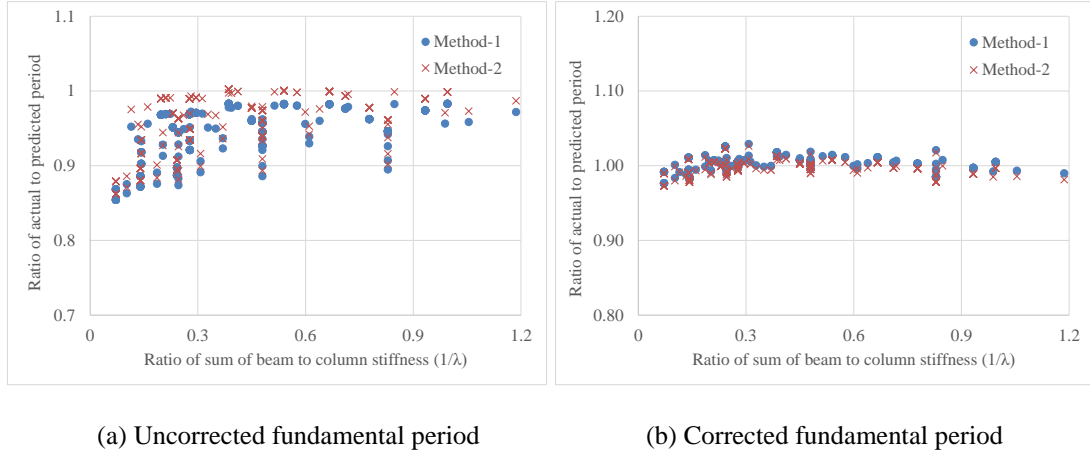 1.1
1
0.9
0.8
0.7
0
0.3
0.6
0.9
1.2
Ratio of actual to predicted period
Ratio of sum of beam to column stiffness (1/λ)
Method-1
Method-2
1.20
1.10
1.00
0.90
0.80
0
0.3
0.6
0.9
1.2
Ratio of actual to predicted period
Ratio of sum of beam to column stiffness (1/λ)
Method-1
Method-2
(a) Uncorrected fundamental period
(b) Corrected fundamental period